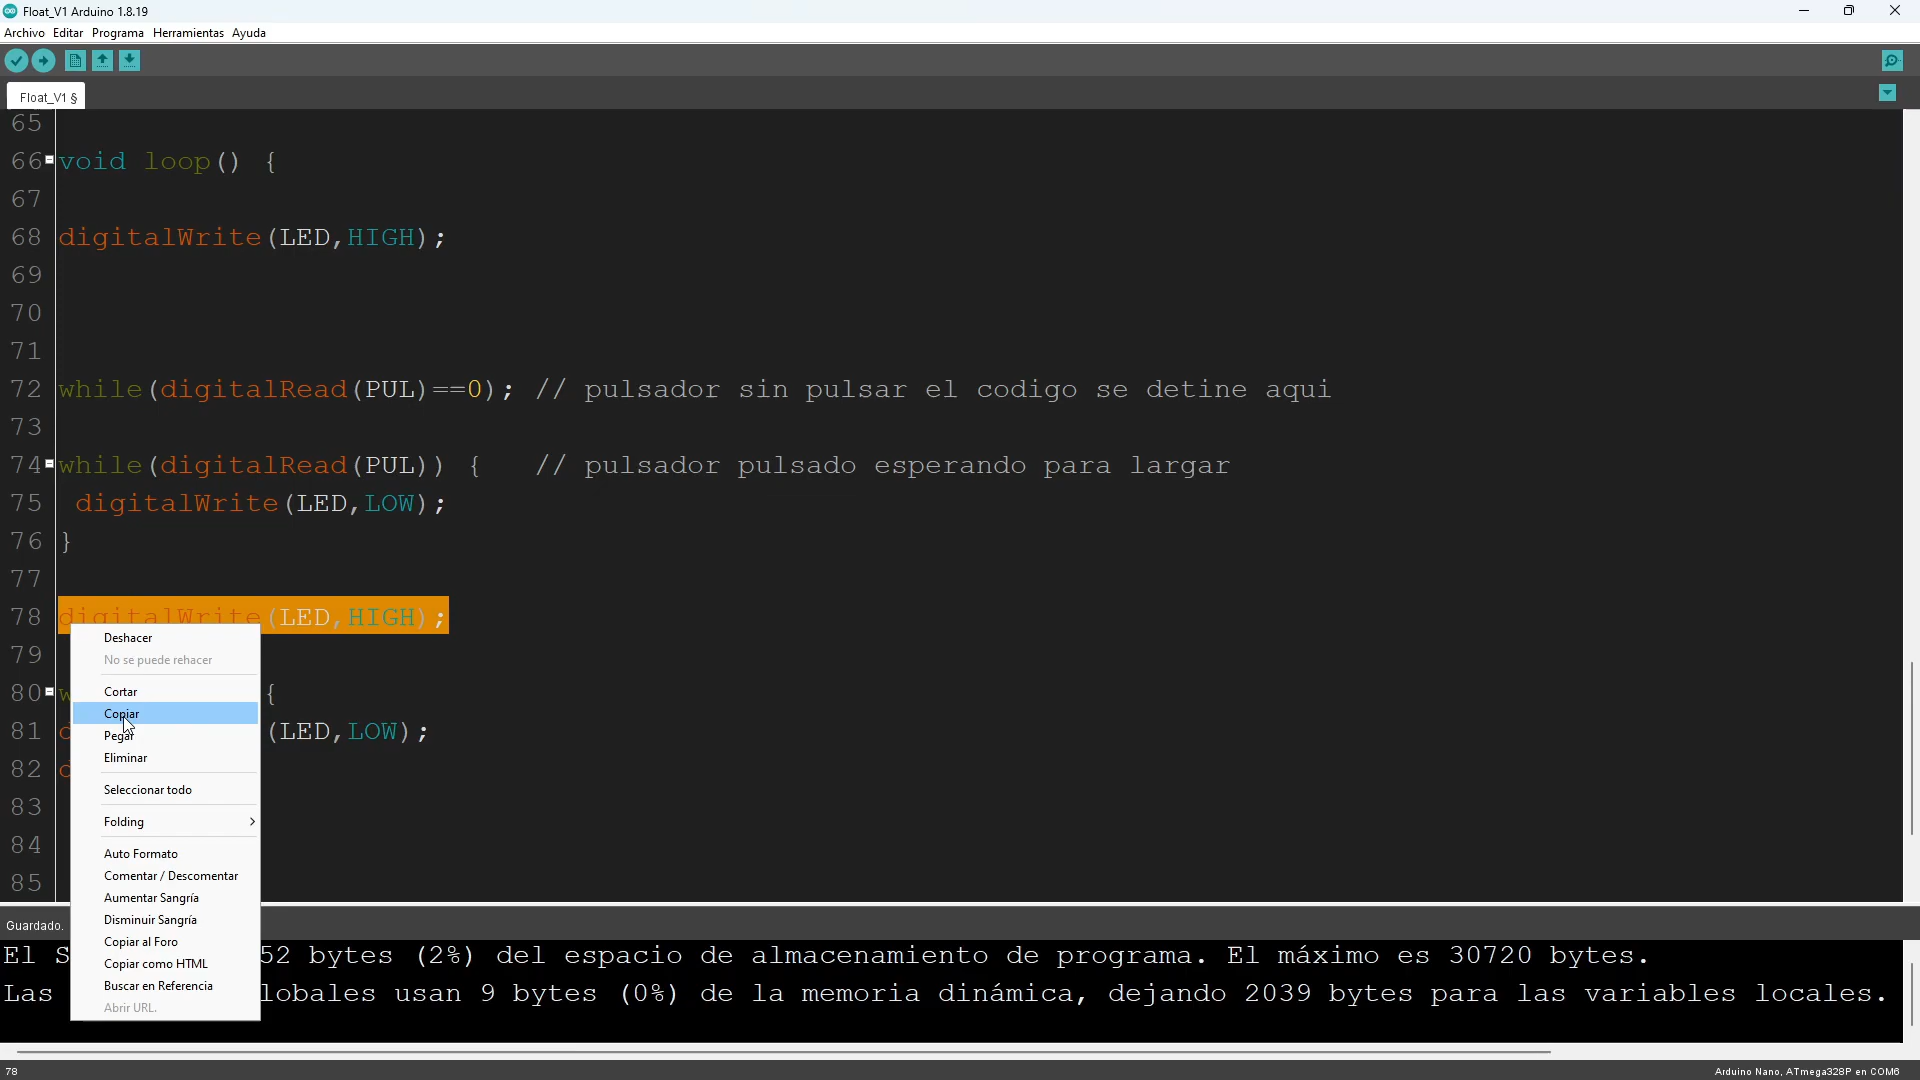 Float_V1 Arduino 1.8.19
Archivo Editar Programa Herramientas Ayuda
Float_V1 §
65
66 void loop() {
67
68 digitalWrite(LED,HIGH);
69
70
71
72 while(digitalRead(PUL)==0); // pulsador sin pulsar el codigo se detine aqui
73
74 while(digitalRead(PUL)) { // pulsador pulsado esperando para largar
75 digitalWrite(LED,LOW);
76 }
77
78 digitalWrite(LED,HIGH);
79
80 {
81 (LED,LOW);
82
83
84
85
Deshacer
No se puede rehacer
Cortar
Copiar
Pegar
Eliminar
Seleccionar todo
Folding
Auto Formato
Comentar / Descomentar
Aumentar Sangría
Disminuir Sangría
Copiar al Foro
Copiar como HTML
Buscar en Referencia
Abrir URL.
Guardado.
El S 52 bytes (2%) del espacio de almacenamiento de programa. El máximo es 30720 bytes.
Las lobales usan 9 bytes (0%) de la memoria dinámica, dejando 2039 bytes para las variables locales.
78
Arduino Nano, ATmega328P en COM6